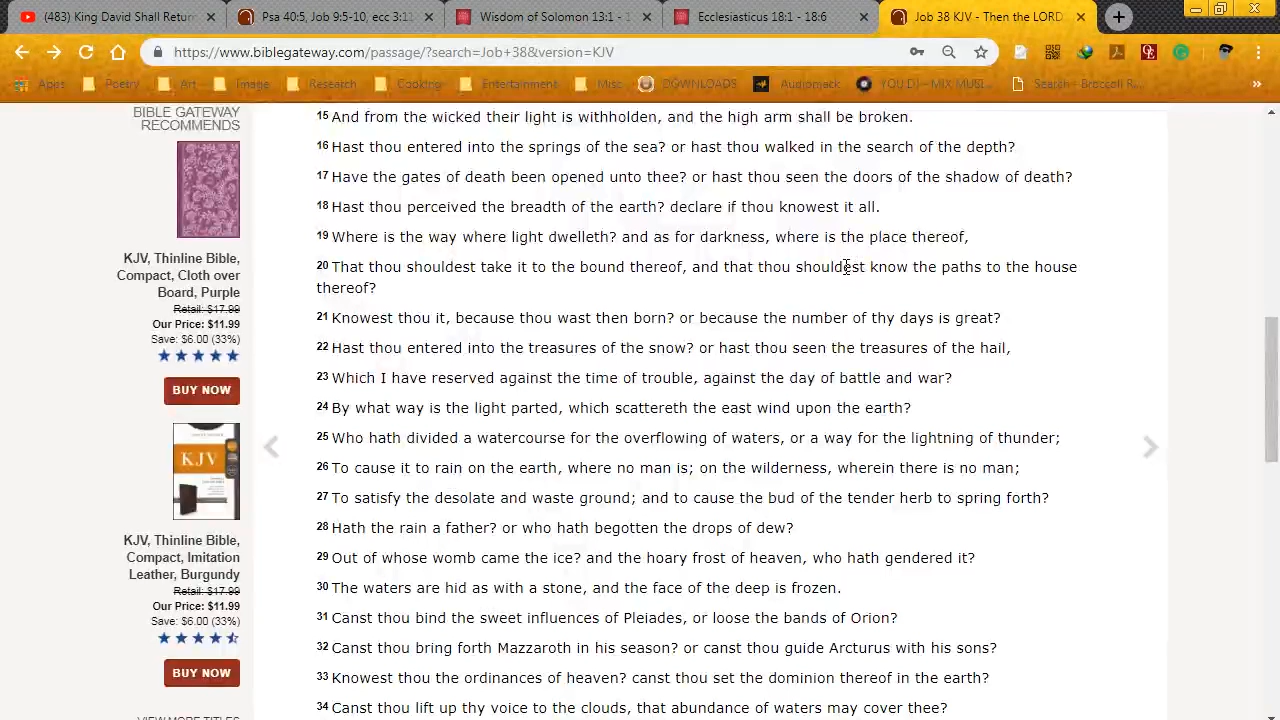 (483) King David Shall Retur
Psa 40:5, Job 9:5-10, ecc 3:11
Wisdom of Solomon 13:1 - 1
Ecclesiasticus 18:1 - 18:6
Job 38 KJV - Then the LORD
https://www.biblegateway.com/passage/?search=Job+38&version=KJV
Apps Poetry Art Image Research Cooking Entertainment Misc DOWNLOADS Audiomack YOU DJ – MIX MUSI... Search - Broccoli R... »
BIBLE GATEWAY
RECOMMENDS
KJV
KJV, Thinline Bible,
Compact, Cloth over
Board, Purple
Retail: $17.99
Our Price: $11.99
Save: $6.00 (33%)
BUY NOW
KJV, Thinline Bible,
Compact, Imitation
Leather, Burgundy
Retail: $17.99
Our Price: $11.99
Save: $6.00 (33%)
BUY NOW
VIEW MORE TITLES
15 And from the wicked their light is withholden, and the high arm shall be broken.
16 Hast thou entered into the springs of the sea? or hast thou walked in the search of the depth?
17 Have the gates of death been opened unto thee? or hast thou seen the doors of the shadow of death?
18 Hast thou perceived the breadth of the earth? declare if thou knowest it all.
19 Where is the way where light dwelleth? and as for darkness, where is the place thereof,
20 That thou shouldest take it to the bound thereof, and that thou shouldest know the paths to the house
thereof?
21 Knowest thou it, because thou wast then born? or because the number of thy days is great?
22 Hast thou entered into the treasures of the snow? or hast thou seen the treasures of the hail,
23 Which I have reserved against the time of trouble, against the day of battle and war?
24 By what way is the light parted, which scattereth the east wind upon the earth?
25 Who hath divided a watercourse for the overflowing of waters, or a way for the lightning of thunder;
26 To cause it to rain on the earth, where no man is; on the wilderness, wherein there is no man;
27 To satisfy the desolate and waste ground; and to cause the bud of the tender herb to spring forth?
28 Hath the rain a father? or who hath begotten the drops of dew?
29 Out of whose womb came the ice? and the hoary frost of heaven, who hath gendered it?
30 The waters are hid as with a stone, and the face of the deep is frozen.
31 Canst thou bind the sweet influences of Pleiades, or loose the bands of Orion?
32 Canst thou bring forth Mazzaroth in his season? or canst thou guide Arcturus with his sons?
33 Knowest thou the ordinances of heaven? canst thou set the dominion thereof in the earth?
34 Canst thou lift up thy voice to the clouds, that abundance of waters may cover thee?